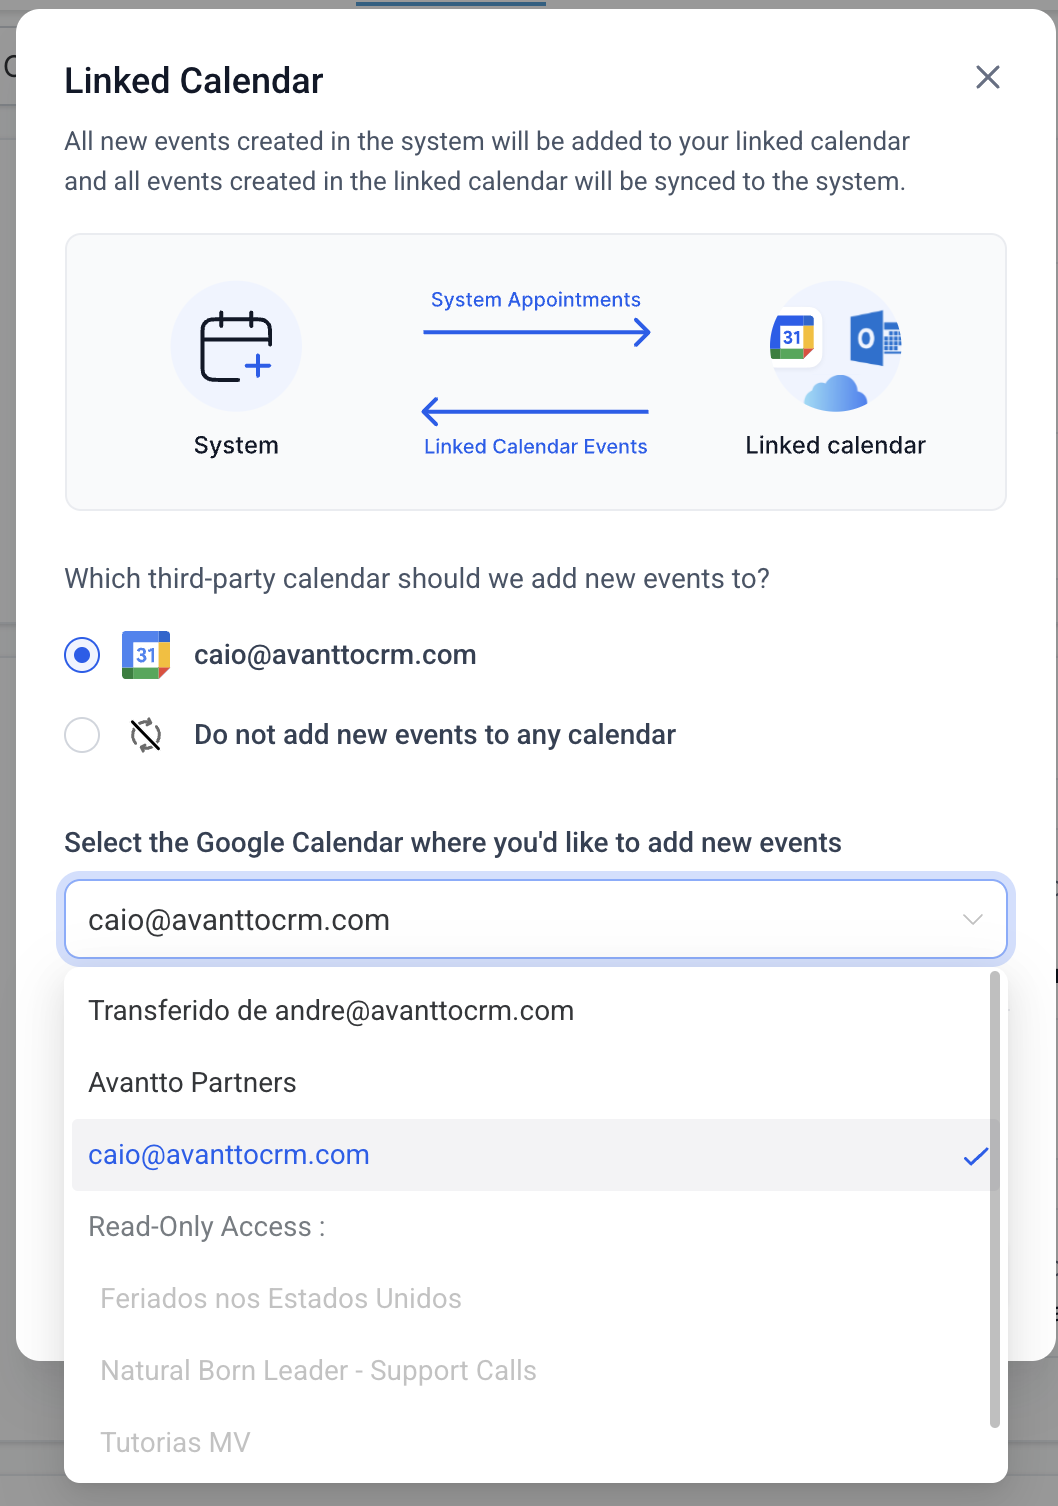 Linked Calendar
All new events created in the system will be added to your linked calendar
and all events created in the linked calendar will be synced to the system.
System Appointments
31
O
Linked Calendar Events
System
Linked calendar
Which third-party calendar should we add new events to?
31
caio@avanttocrm.com
Do not add new events to any calendar
Select the Google Calendar where you'd like to add new events
caio@avanttocrm.com
Transferido de andre@avanttocrm.com
Avantto Partners
caio@avanttocrm.com
Read-Only Access :
Feriados nos Estados Unidos
Natural Born Leader - Support Calls
Tutorias MV